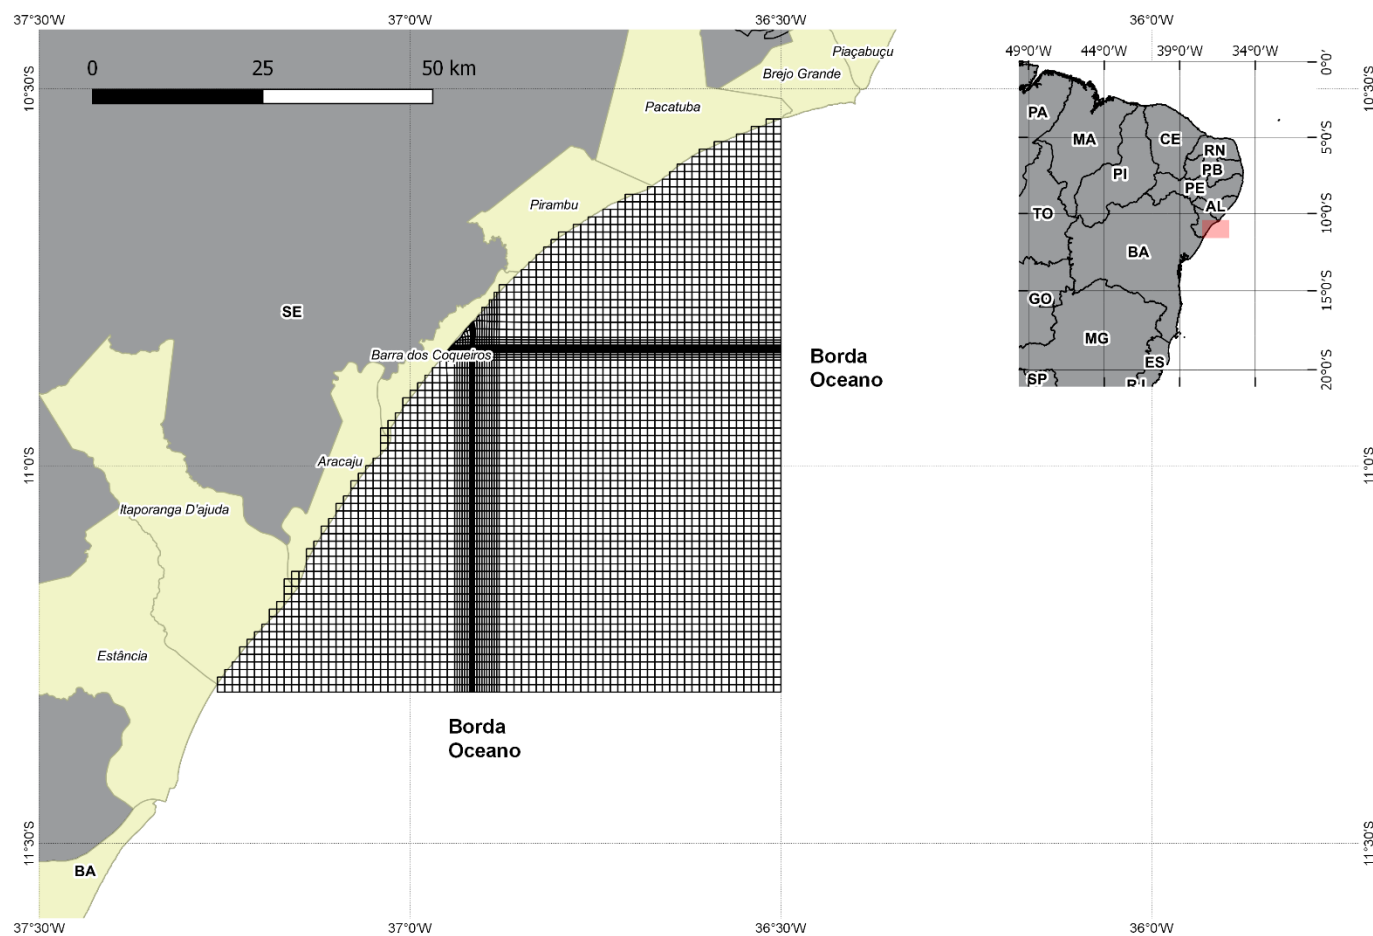 37°30'W 37°0'W 36°30'W 36°0'W
49°0'W 44°0'W 39°0'W 34°0'W
0 25 50 km
10°30'S
Piaçabuçu
Brejo Grande
Pacatuba
Pirambu
SE
Barra dos Coqueiros
Aracaju
Itaporanga D'ajuda
Estância
BA
11°0'S
11°30'S
Borda
Oceano
Borda
Oceano
PA
MA
CE
RN
PB
PI
PE
AL
TO
BA
GO
MG
ES
SP
RJ
0°0'
5°0'S
10°0'S
15°0'S
20°0'S
10°30'S
11°0'S
11°30'S
37°30'W 37°0'W 36°30'W 36°0'W